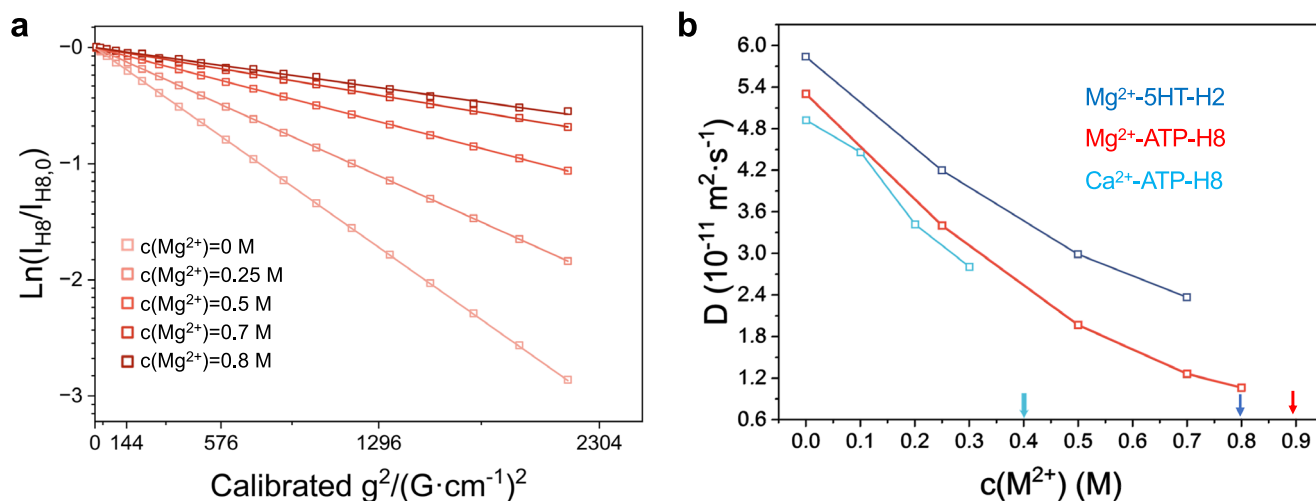 a
Ln(I_H8/I_H8,0)
−0
−1
−2
−3
c(Mg²⁺)=0 M
c(Mg²⁺)=0.25 M
c(Mg²⁺)=0.5 M
c(Mg²⁺)=0.7 M
c(Mg²⁺)=0.8 M
0 144 576 1296 2304
Calibrated g²/(G·cm⁻¹)²
b
D (10⁻¹¹ m²·s⁻¹)
6.0
5.4
4.8
4.2
3.6
3.0
2.4
1.8
1.2
0.6
Mg²⁺-5HT-H2
Mg²⁺-ATP-H8
Ca²⁺-ATP-H8
0.0 0.1 0.2 0.3 0.4 0.5 0.6 0.7 0.8 0.9
c(M²⁺) (M)